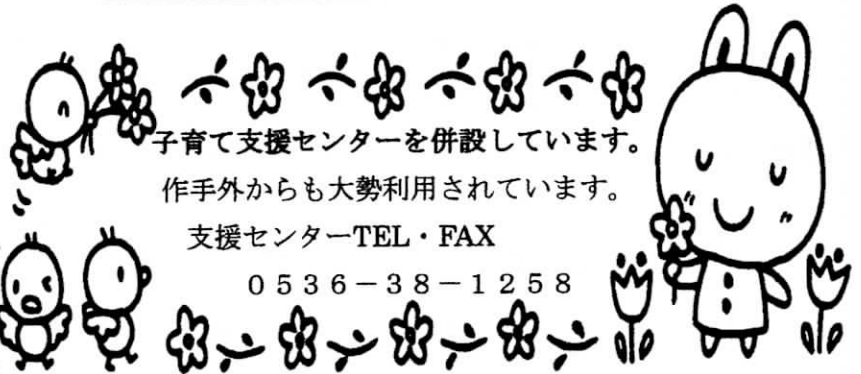 子育て支援センターを併設しています。
作手外からも大勢利用されています。
支援センターTEL・FAX
０５３６－３８－１２５８